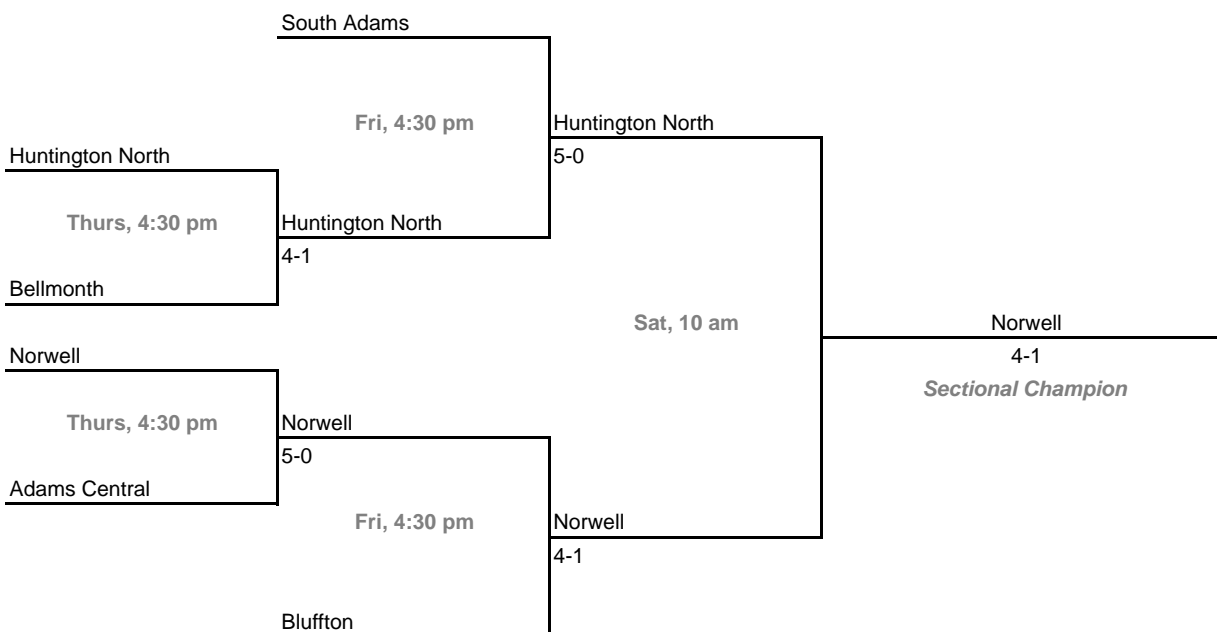 South Adams
Fri, 4:30 pm
Huntington North
Huntington North
5-0
Thurs, 4:30 pm
Huntington North
4-1
Bellmonth
Sat, 10 am
Norwell
Norwell
4-1
Sectional Champion
Thurs, 4:30 pm
Norwell
5-0
Adams Central
Fri, 4:30 pm
Norwell
4-1
Bluffton